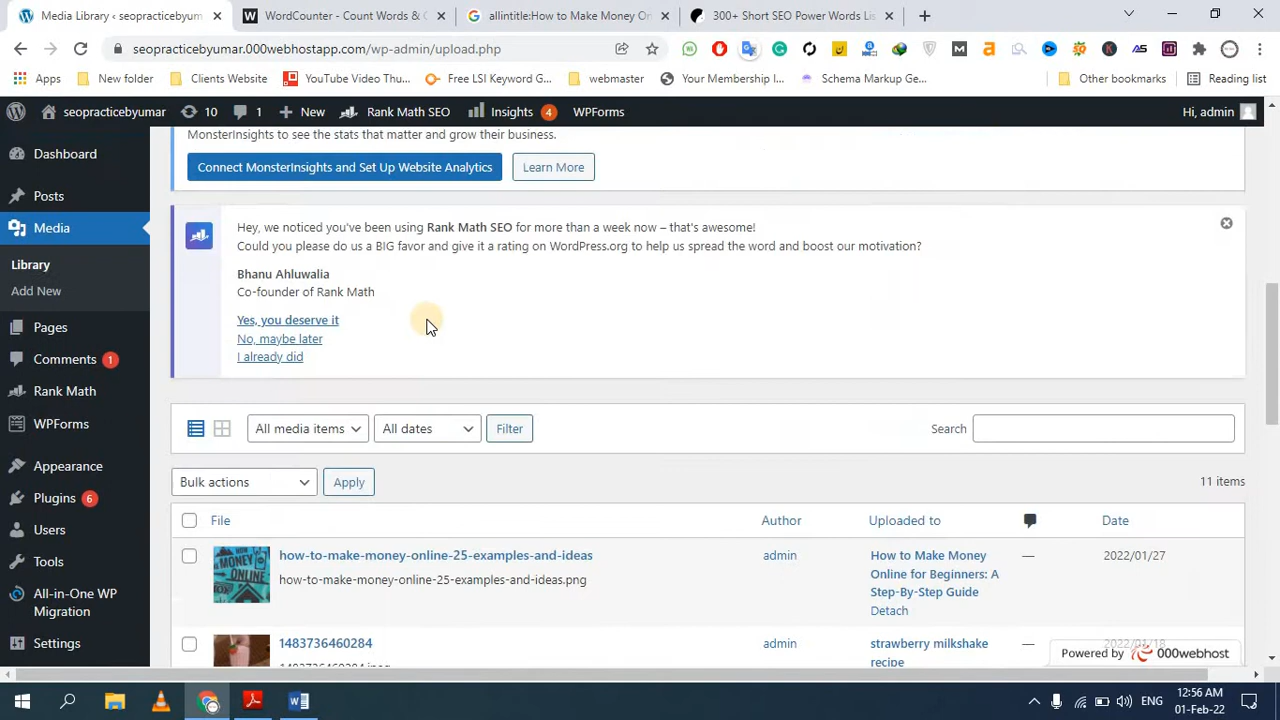 Media Library ‹ seopracticebyum
WordCounter - Count Words & C
allintitle:How to Make Money On
300+ Short SEO Power Words Lis
seopracticebyumar.000webhostapp.com/wp-admin/upload.php
Apps
New folder
Clients Website
YouTube Video Thu...
Free LSI Keyword G...
webmaster
Your Membership I...
Schema Markup Ge...
Other bookmarks
Reading list
seopracticebyumar
10
1
New
Rank Math SEO
Insights
4
WPForms
Hi, admin
Dashboard
Posts
Media
Library
Add New
Pages
Comments 1
Rank Math
WPForms
Appearance
Plugins 6
Users
Tools
All-in-One WP
Migration
Settings
MonsterInsights to see the stats that matter and grow their business.
Connect MonsterInsights and Set Up Website Analytics
Learn More
Hey, we noticed you've been using Rank Math SEO for more than a week now – that's awesome!
Could you please do us a BIG favor and give it a rating on WordPress.org to help us spread the word and boost our motivation?
Bhanu Ahluwalia
Co-founder of Rank Math
Yes, you deserve it
No, maybe later
I already did
All media items
All dates
Filter
Search
Bulk actions
Apply
11 items
File
Author
Uploaded to
Date
HOW
MONEY
ONLINE
how-to-make-money-online-25-examples-and-ideas
how-to-make-money-online-25-examples-and-ideas.png
admin
How to Make Money
Online for Beginners: A
Step-By-Step Guide
Detach
—
2022/01/27
1483736460284
admin
strawberry milkshake
recipe
—
2022/01/18
Powered by 000webhost
ENG
12:56 AM
01-Feb-22